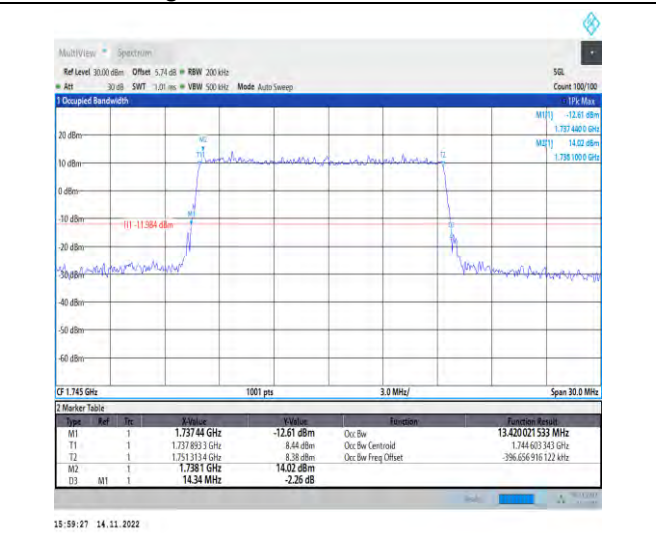 MultiView Spectrum
Ref Level 30.00 dBm Offset 5.74 dB RBW 200 kHz SGL
Att 30 dB SWT 1.01 ms VBW 500 kHz Mode Auto Sweep Count 100/100
1 Occupied Bandwidth 1Pk Max
M1[1] -12.61 dBm
1.737 440 0 GHz
20 dBm M2[1] 14.02 dBm
M2 1.738 100 0 GHz
T1 T2
10 dBm
0 dBm
-10 dBm M1
H1 -11.984 dBm
-20 dBm
-30 dBm
-40 dBm
-50 dBm
-60 dBm
CF 1.745 GHz 1001 pts 3.0 MHz/ Span 30.0 MHz
2 Marker Table
Type Ref Trc X-Value Y-Value Function Function Result
M1 1 1.737 44 GHz -12.61 dBm Occ Bw 13.420 021 533 MHz
T1 1 1.737 893 3 GHz 8.44 dBm Occ Bw Centroid 1.744 603 343 GHz
T2 1 1.751 313 4 GHz 8.38 dBm Occ Bw Freq Offset -396.656 916 122 kHz
M2 1 1.738 1 GHz 14.02 dBm
D3 M1 1 14.34 MHz -2.26 dB
15:59:27 14.11.2022